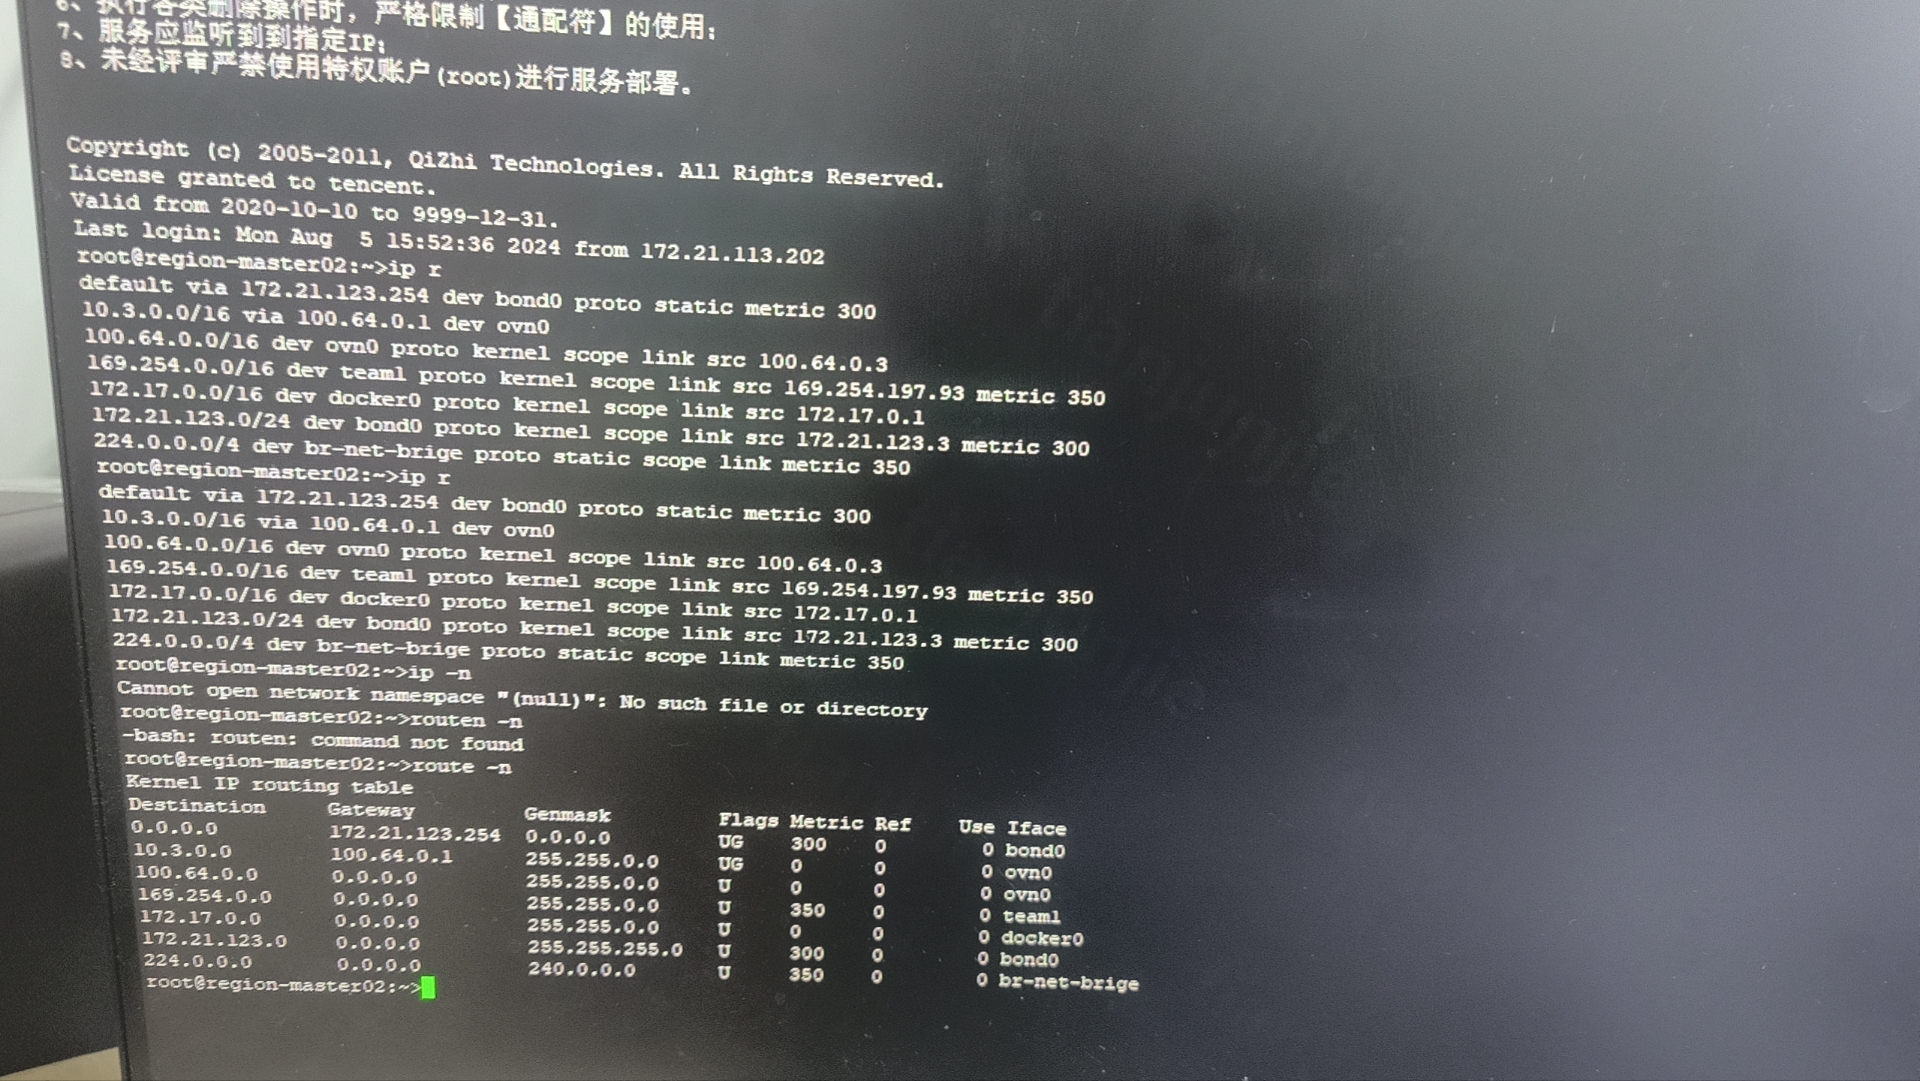 6、执行各类删除操作时，严格限制【通配符】的使用；
7、服务应监听到到指定IP；
8、未经评审严禁使用特权账户(root)进行服务部署。
Copyright (c) 2005-2011, QiZhi Technologies. All Rights Reserved.
License granted to tencent.
Valid from 2020-10-10 to 9999-12-31.
Last login: Mon Aug  5 15:52:36 2024 from 172.21.113.202
root@region-master02:~>ip r
default via 172.21.123.254 dev bond0 proto static metric 300
10.3.0.0/16 via 100.64.0.1 dev ovn0
100.64.0.0/16 dev ovn0 proto kernel scope link src 100.64.0.3
169.254.0.0/16 dev team1 proto kernel scope link src 169.254.197.93 metric 350
172.17.0.0/16 dev docker0 proto kernel scope link src 172.17.0.1
172.21.123.0/24 dev bond0 proto kernel scope link src 172.21.123.3 metric 300
224.0.0.0/4 dev br-net-brige proto static scope link metric 350
root@region-master02:~>ip r
default via 172.21.123.254 dev bond0 proto static metric 300
10.3.0.0/16 via 100.64.0.1 dev ovn0
100.64.0.0/16 dev ovn0 proto kernel scope link src 100.64.0.3
169.254.0.0/16 dev team1 proto kernel scope link src 169.254.197.93 metric 350
172.17.0.0/16 dev docker0 proto kernel scope link src 172.17.0.1
172.21.123.0/24 dev bond0 proto kernel scope link src 172.21.123.3 metric 300
224.0.0.0/4 dev br-net-brige proto static scope link metric 350
root@region-master02:~>ip -n
Cannot open network namespace "(null)": No such file or directory
root@region-master02:~>routen -n
-bash: routen: command not found
root@region-master02:~>route -n
Kernel IP routing table
Destination Gateway Genmask Flags Metric Ref Use Iface
0.0.0.0 172.21.123.254 0.0.0.0 UG 300 0 0 bond0
10.3.0.0 100.64.0.1 255.255.0.0 UG 0 0 0 ovn0
100.64.0.0 0.0.0.0 255.255.0.0 U 0 0 0 ovn0
169.254.0.0 0.0.0.0 255.255.0.0 U 350 0 0 team1
172.17.0.0 0.0.0.0 255.255.0.0 U 0 0 0 docker0
172.21.123.0 0.0.0.0 255.255.255.0 U 300 0 0 bond0
224.0.0.0 0.0.0.0 240.0.0.0 U 350 0 0 br-net-brige
root@region-master02:~>